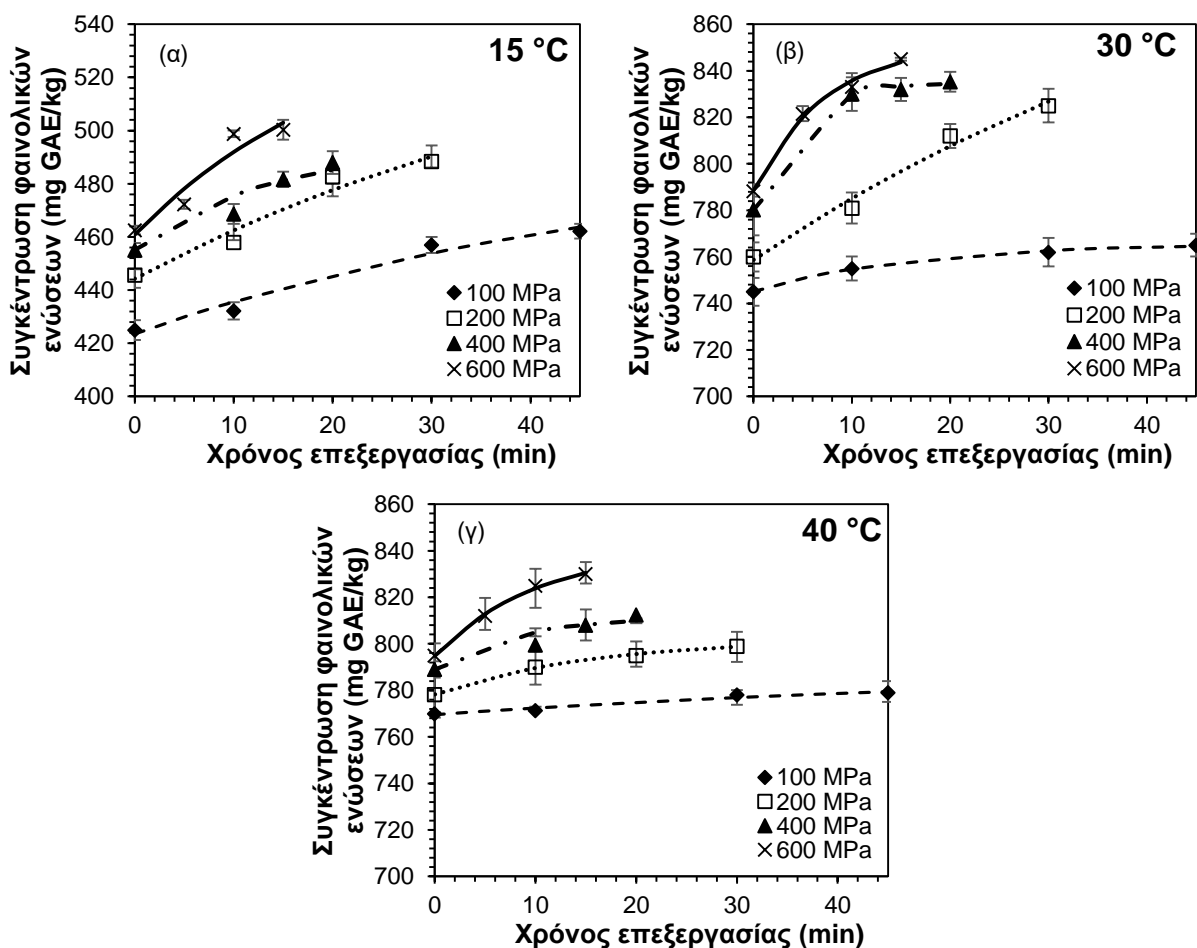 Συγκέντρωση φαινολικών
ενώσεων (mg GAE/kg)
540
520
500
480
460
440
420
400
(α)
15 °C
100 MPa
200 MPa
400 MPa
600 MPa
0
10
20
30
40
Χρόνος επεξεργασίας (min)
Συγκέντρωση φαινολικών
ενώσεων (mg GAE/kg)
860
840
820
800
780
760
740
720
700
(β)
30 °C
100 MPa
200 MPa
400 MPa
600 MPa
0
10
20
30
40
Χρόνος επεξεργασίας (min)
Συγκέντρωση φαινολικών
ενώσεων (mg GAE/kg)
860
840
820
800
780
760
740
720
700
(γ)
40 °C
100 MPa
200 MPa
400 MPa
600 MPa
0
10
20
30
40
Χρόνος επεξεργασίας (min)